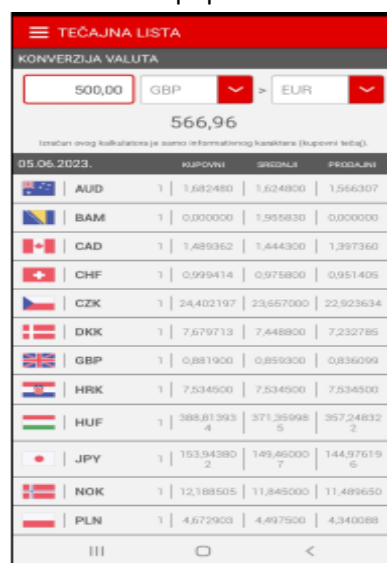 TEČAJNA LISTA
KONVERZIJA VALUTA
500,00 GBP > EUR
566,96
Izračun ovog kalkulatora je samo informativnog karaktera (kupovni tečaj).
05.06.2023. KUPOVNI SREDNJI PRODAJNI
AUD 1 1,682480 1,624800 1,566307
BAM 1 0,000000 1,955830 0,000000
CAD 1 1,489362 1,444300 1,397360
CHF 1 0,999414 0,975800 0,951405
CZK 1 24,402197 23,657000 22,923634
DKK 1 7,679713 7,448800 7,232785
GBP 1 0,881900 0,859300 0,836099
HRK 1 7,534500 7,534500 7,534500
HUF 1 388,813934 371,359985 357,248322
JPY 1 153,943802 149,460007 144,976196
NOK 1 12,188505 11,845000 11,489650
PLN 1 4,672903 4,497500 4,340088